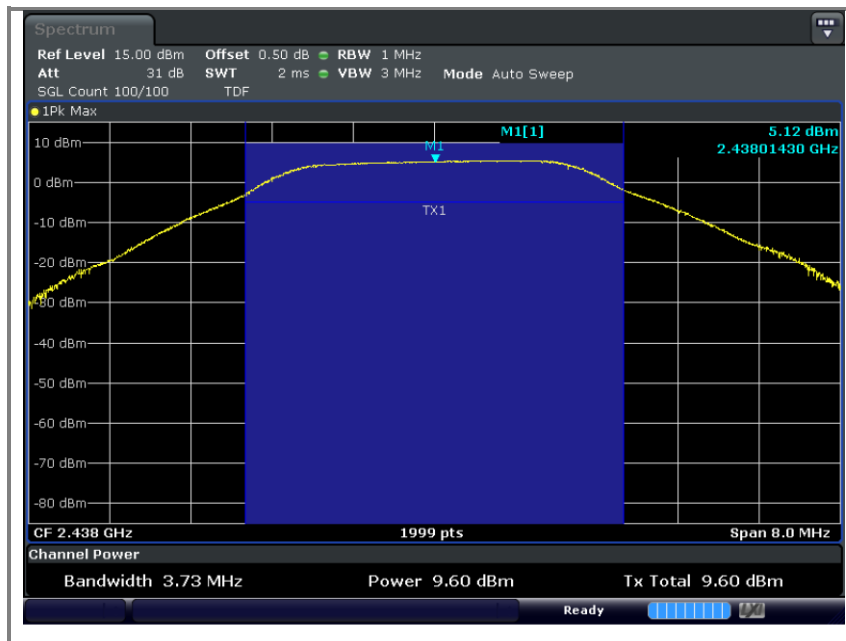 Spectrum
Ref Level 15.00 dBm Offset 0.50 dB RBW 1 MHz
Att 31 dB SWT 2 ms VBW 3 MHz Mode Auto Sweep
SGL Count 100/100 TDF
1Pk Max
M1[1] 5.12 dBm
2.43801430 GHz
10 dBm
M1
0 dBm
TX1
-10 dBm
-20 dBm
-30 dBm
-40 dBm
-50 dBm
-60 dBm
-70 dBm
-80 dBm
CF 2.438 GHz 1999 pts Span 8.0 MHz
Channel Power
Bandwidth 3.73 MHz Power 9.60 dBm Tx Total 9.60 dBm
Ready